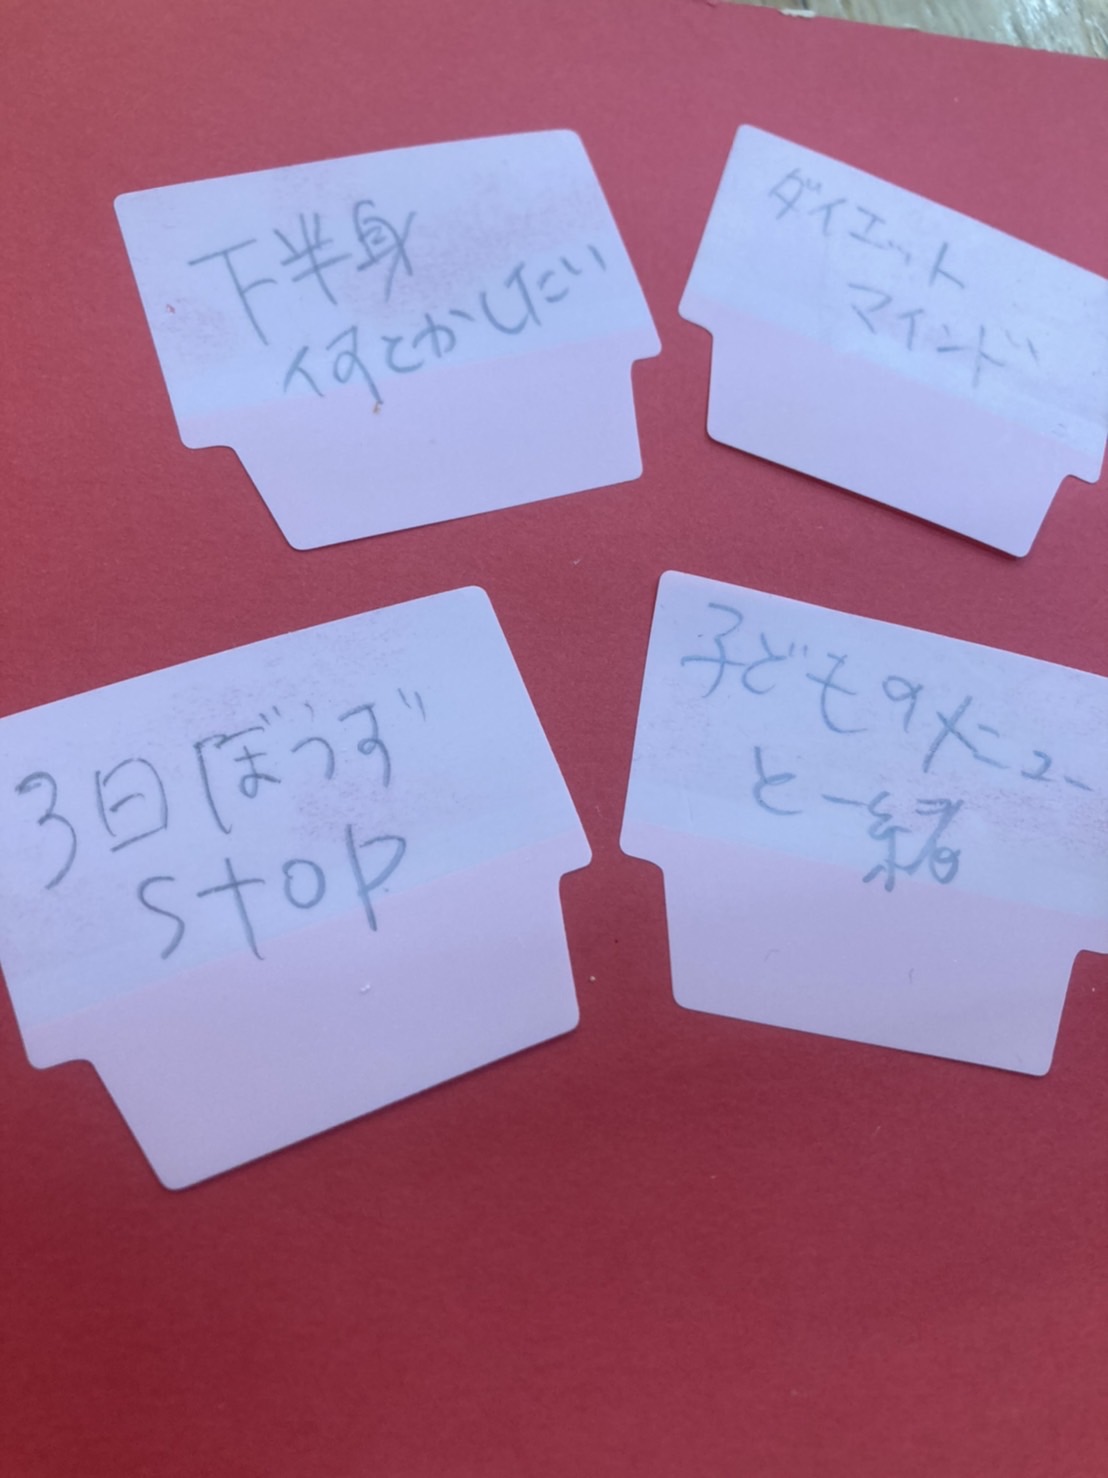 下半身
何とかしたい
ダイエット
マインド
3日ぼうず
stop
子どものメニュー
と一緒